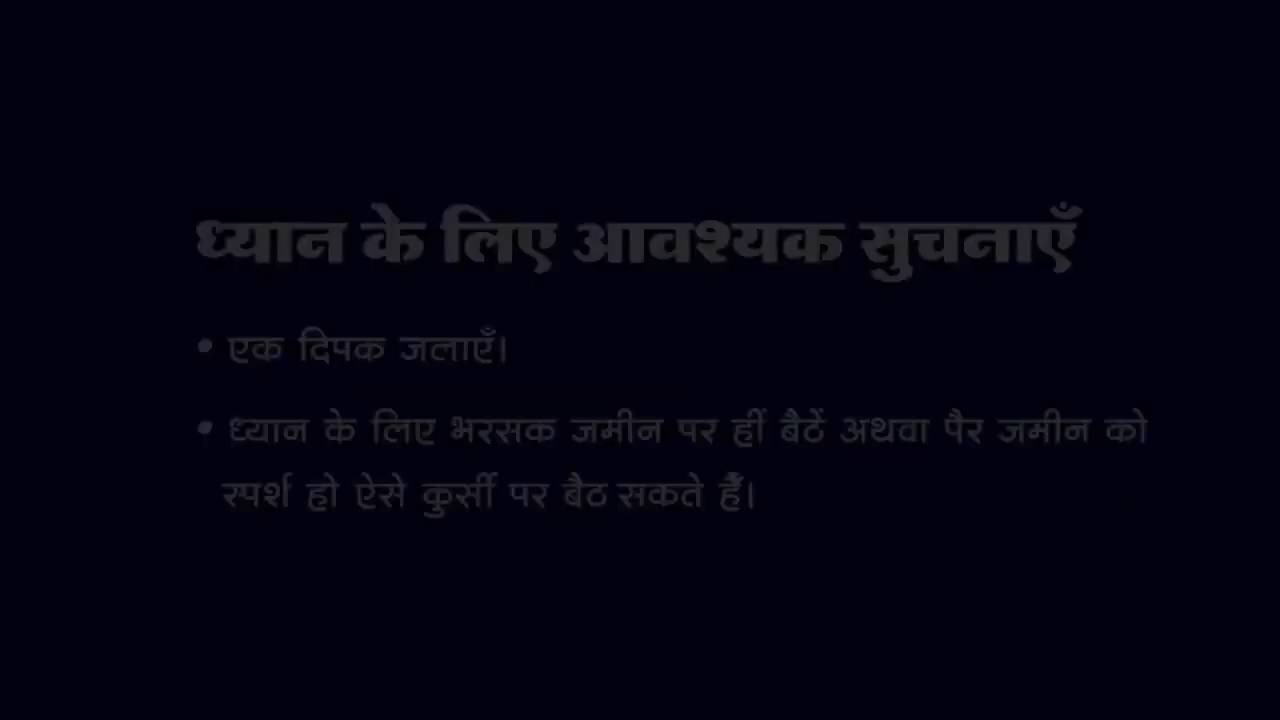 ध्यान के लिए आवश्यक सुचनाएँ
• एक दिपक जलाएँ।
• ध्यान के लिए भरसक जमीन पर हीं बैठें अथवा पैर जमीन को
स्पर्श हो ऐसे कुर्सी पर बैठ सकते हैं।